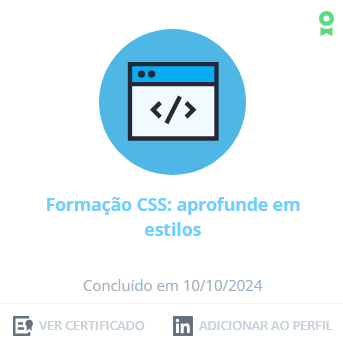 Formação CSS: aprofunde em
estilos
Concluído em 10/10/2024
VER CERTIFICADO
ADICIONAR AO PERFIL